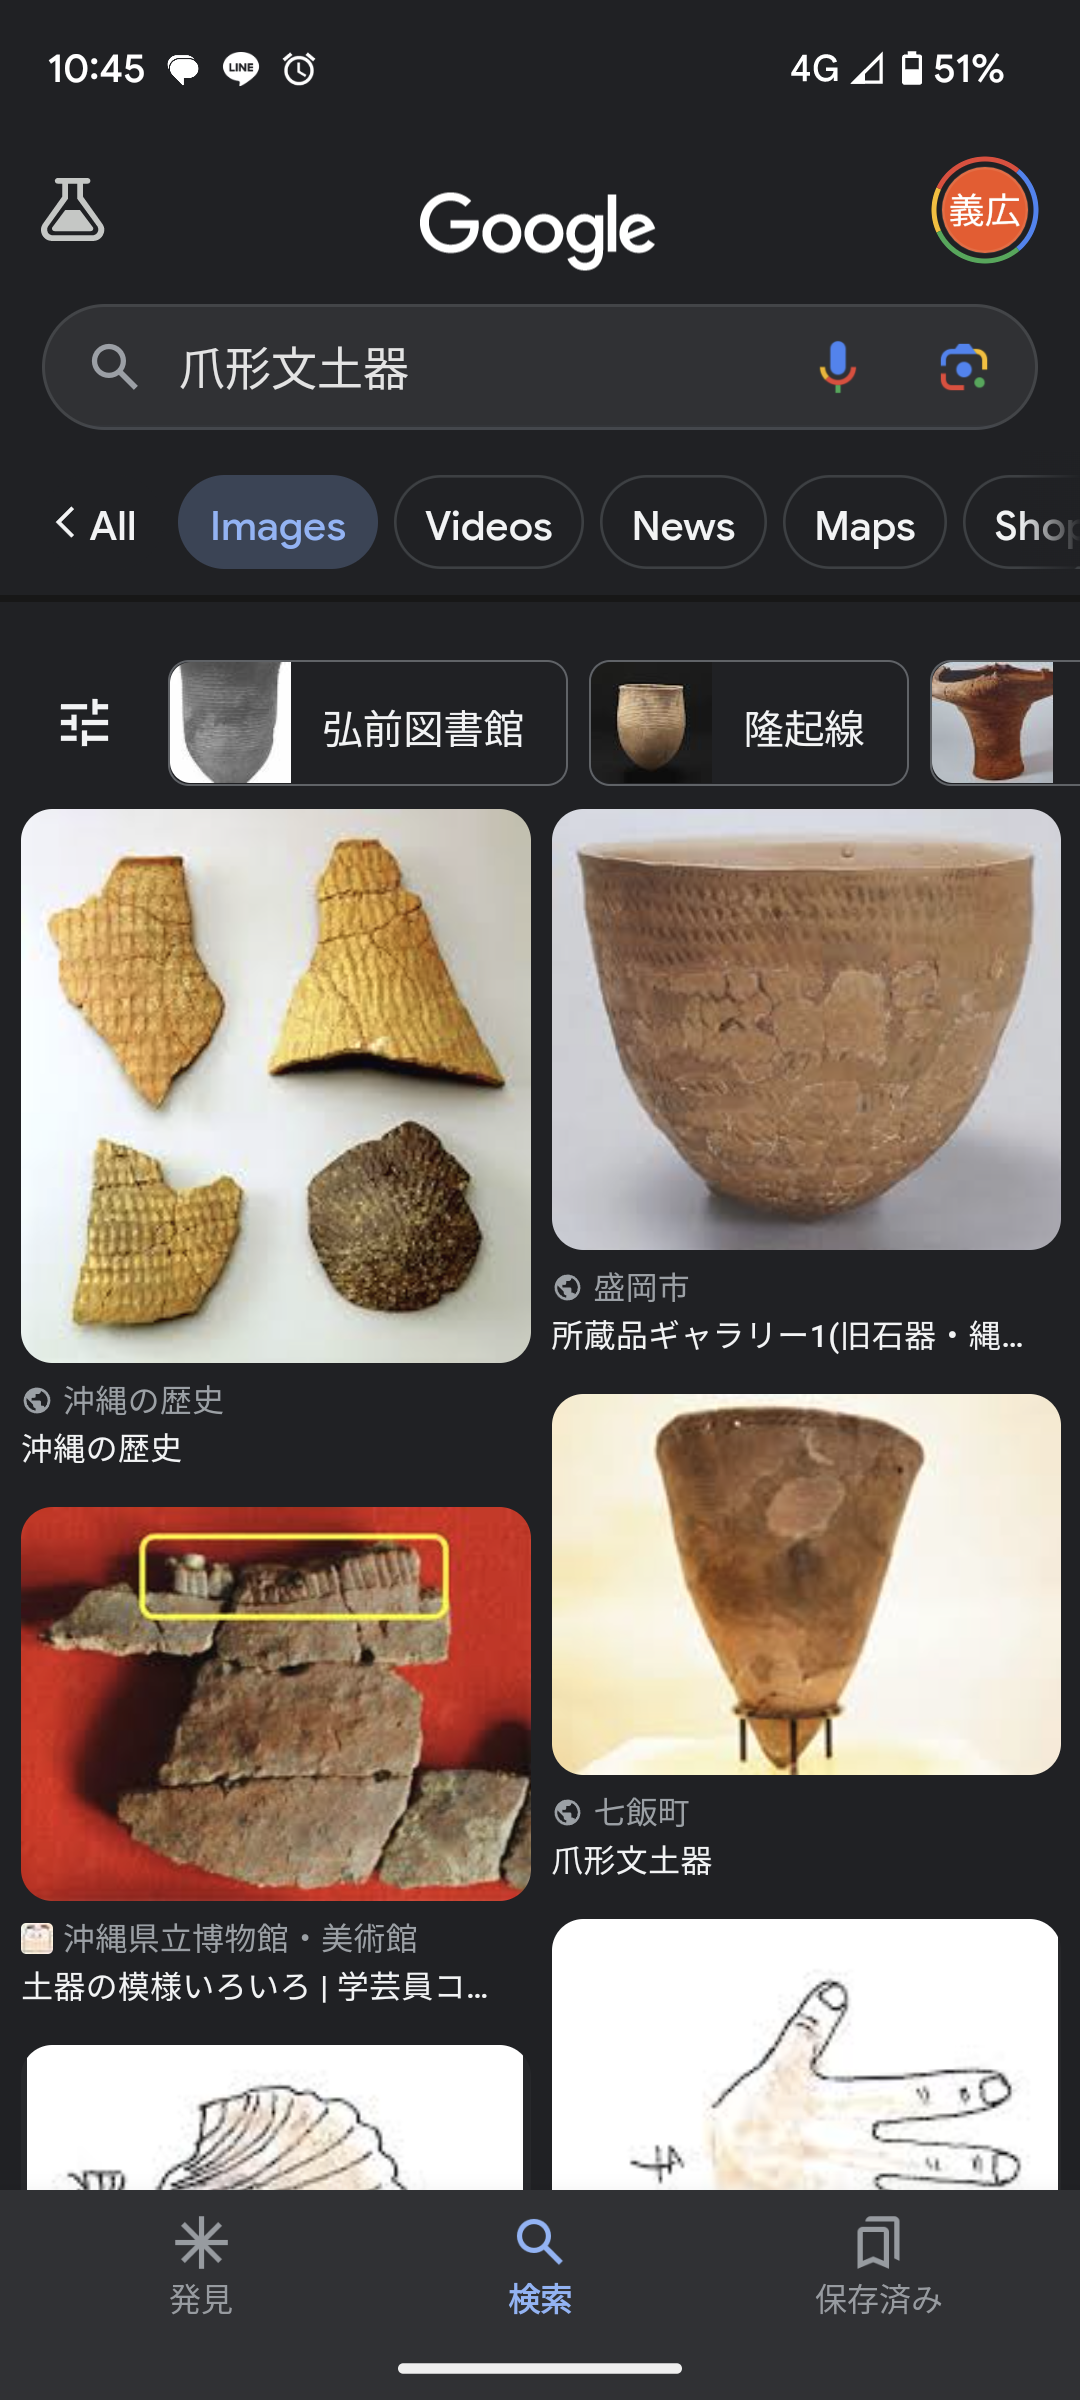 10:45 LINE 4G 51%
Google
義広
爪形文土器
All Images Videos News Maps Shop
弘前図書館 隆起線
盛岡市
所蔵品ギャラリー1(旧石器・縄...
沖縄の歴史
沖縄の歴史
七飯町
爪形文土器
沖縄県立博物館・美術館
土器の模様いろいろ | 学芸員コ...
発見 検索 保存済み